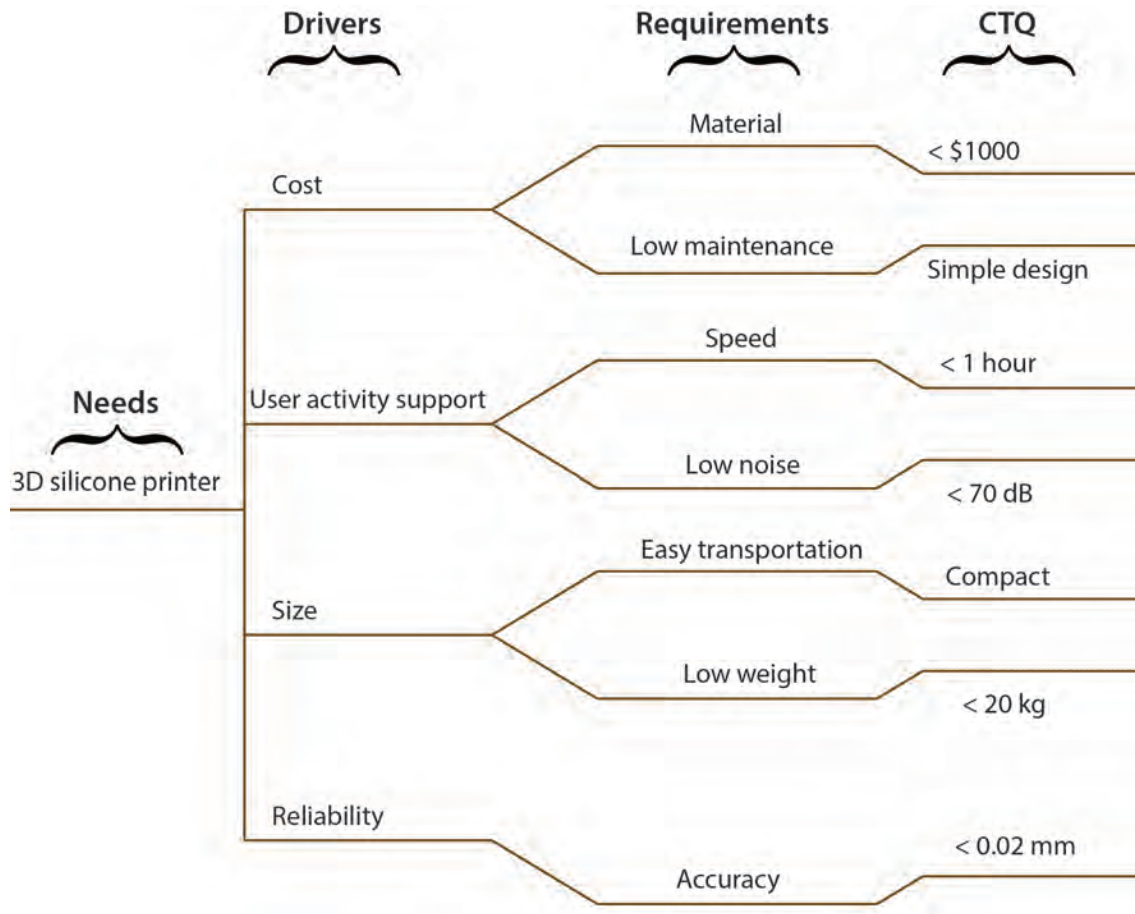 Drivers
Requirements
CTQ
Material
< $1000
Cost
Low maintenance
Simple design
Speed
< 1 hour
Needs
User activity support
3D silicone printer
Low noise
< 70 dB
Easy transportation
Compact
Size
Low weight
< 20 kg
Reliability
< 0.02 mm
Accuracy